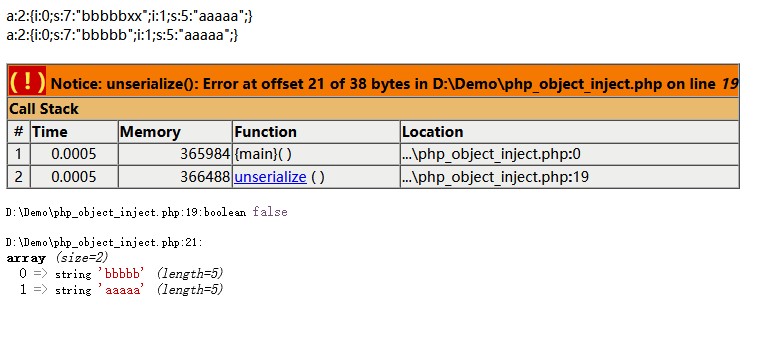 a:2:{i:0;s:7:"bbbbbxx";i:1;s:5:"aaaaa";}
a:2:{i:0;s:7:"bbbbb";i:1;s:5:"aaaaa";}
( ! ) Notice: unserialize(): Error at offset 21 of 38 bytes in D:\Demo\php_object_inject.php on line 19
Call Stack
# Time Memory Function Location
1 0.0005 365984 {main}( ) ...\php_object_inject.php:0
2 0.0005 366488 unserialize ( ) ...\php_object_inject.php:19
D:\Demo\php_object_inject.php:19:boolean false
D:\Demo\php_object_inject.php:21:
array (size=2)
0 => string 'bbbbb' (length=5)
1 => string 'aaaaa' (length=5)